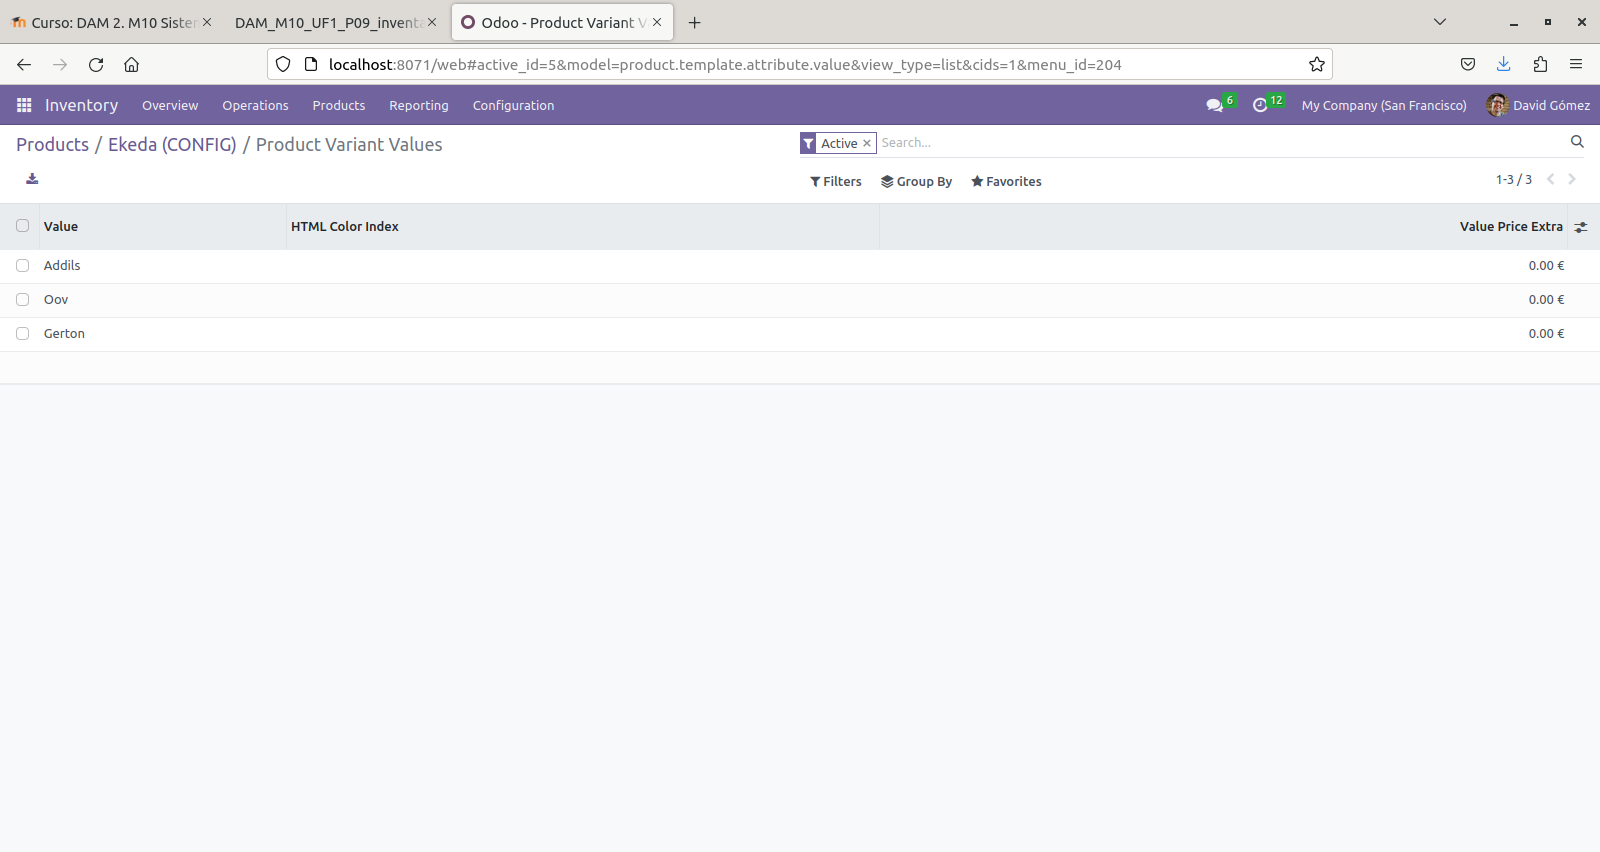 Curso: DAM 2. M10 Sister
DAM_M10_UF1_P09_inventa
Odoo - Product Variant V
localhost:8071/web#active_id=5&model=product.template.attribute.value&view_type=list&cids=1&menu_id=204
Inventory Overview Operations Products Reporting Configuration 6 12 My Company (San Francisco) David Gómez
Products / Ekeda (CONFIG) / Product Variant Values
Active × Search...
Filters Group By Favorites 1-3 / 3
Value HTML Color Index Value Price Extra
Addils 0.00 €
Oov 0.00 €
Gerton 0.00 €